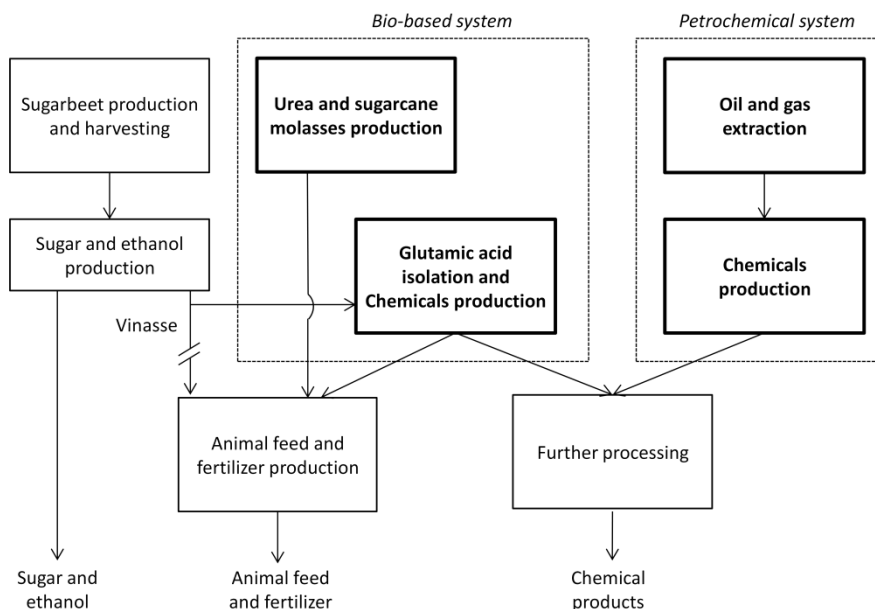 Bio-based system
Petrochemical system
Sugarbeet production
and harvesting
Urea and sugarcane
molasses production
Oil and gas
extraction
Sugar and ethanol
production
Glutamic acid
isolation and
Chemicals production
Chemicals
production
Vinasse
Animal feed and
fertilizer production
Further processing
Sugar and
ethanol
Animal feed
and fertilizer
Chemical
products